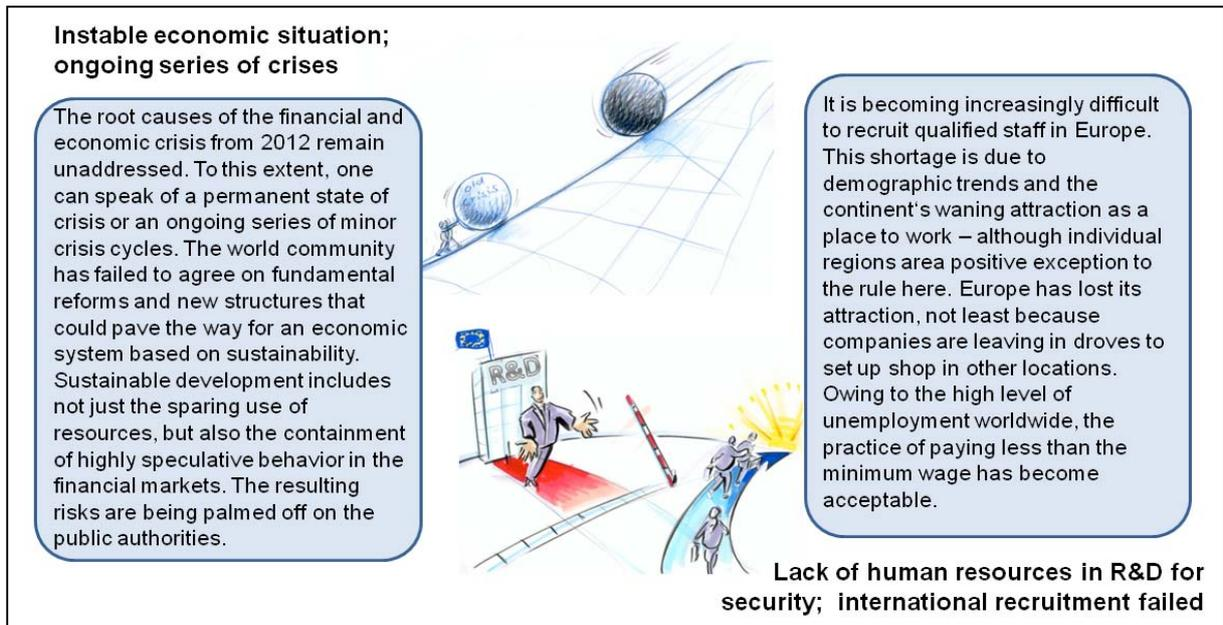 Instable economic situation;
ongoing series of crises
The root causes of the financial and
economic crisis from 2012 remain
unaddressed. To this extent, one
can speak of a permanent state of
crisis or an ongoing series of minor
crisis cycles. The world community
has failed to agree on fundamental
reforms and new structures that
could pave the way for an economic
system based on sustainability.
Sustainable development includes
not just the sparing use of
resources, but also the containment
of highly speculative behavior in the
financial markets. The resulting
risks are being palmed off on the
public authorities.
old
crisis
R&D
It is becoming increasingly difficult
to recruit qualified staff in Europe.
This shortage is due to
demographic trends and the
continent‘s waning attraction as a
place to work – although individual
regions area positive exception to
the rule here. Europe has lost its
attraction, not least because
companies are leaving in droves to
set up shop in other locations.
Owing to the high level of
unemployment worldwide, the
practice of paying less than the
minimum wage has become
acceptable.
Lack of human resources in R&D for
security;  international recruitment failed